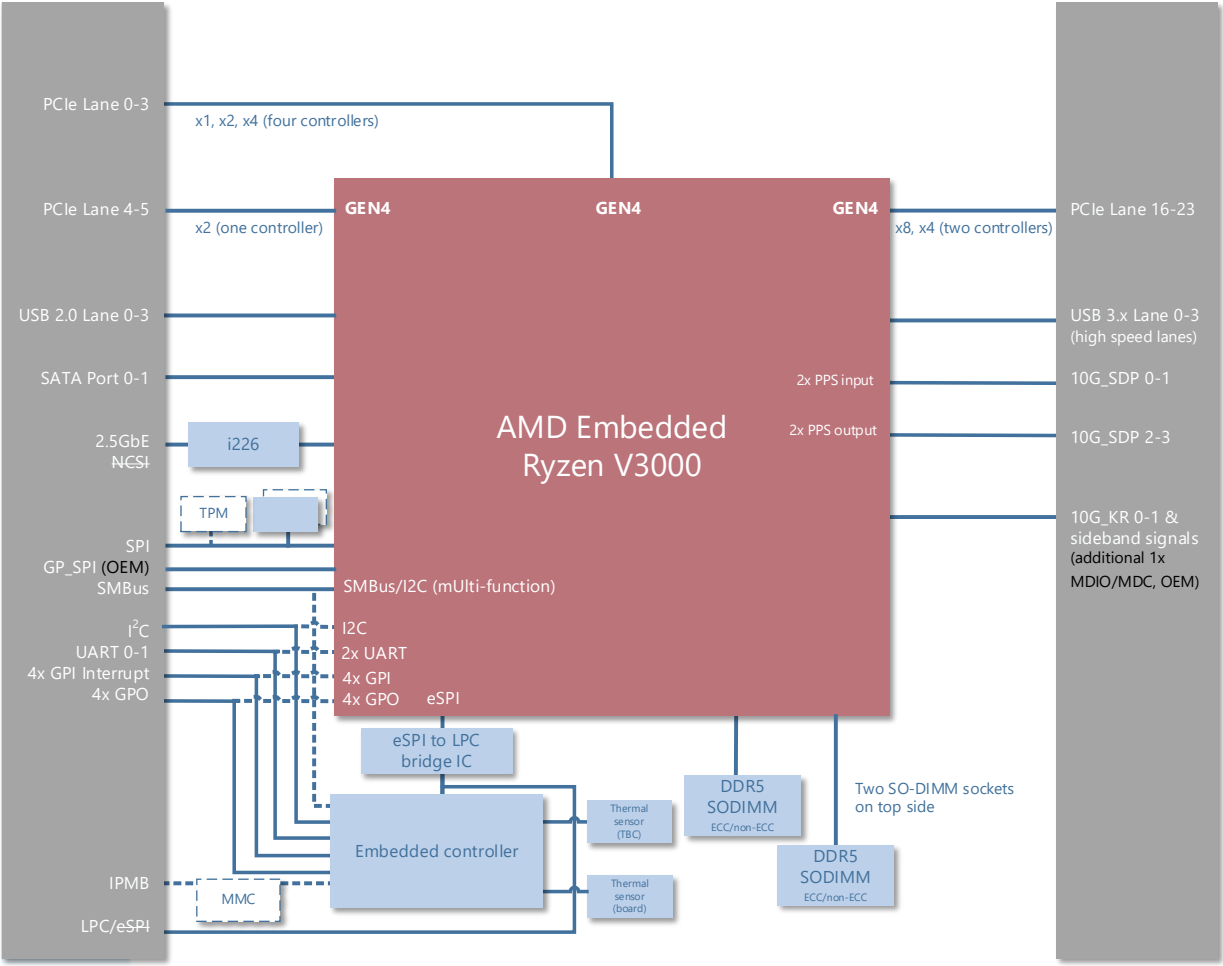 PCIe Lane 0-3
x1, x2, x4 (four controllers)
PCIe Lane 4-5
x2 (one controller)
GEN4
GEN4
GEN4
x8, x4 (two controllers)
PCIe Lane 16-23
USB 2.0 Lane 0-3
USB 3.x Lane 0-3
(high speed lanes)
SATA Port 0-1
2x PPS input
10G_SDP 0-1
AMD Embedded
Ryzen V3000
2x PPS output
10G_SDP 2-3
2.5GbE
NCSI
i226
TPM
SPI
GP_SPI (OEM)
SMBus
SMBus/I2C (mUlti-function)
10G_KR 0-1 &
sideband signals
(additional 1x
MDIO/MDC, OEM)
I²C
I2C
UART 0-1
2x UART
4x GPI Interrupt
4x GPI
4x GPO
4x GPO
eSPI
eSPI to LPC
bridge IC
DDR5
SODIMM
ECC/non-ECC
Two SO-DIMM sockets
on top side
Thermal
sensor
(TBC)
Embedded controller
DDR5
SODIMM
ECC/non-ECC
IPMB
MMC
Thermal
sensor
(board)
LPC/eSPI